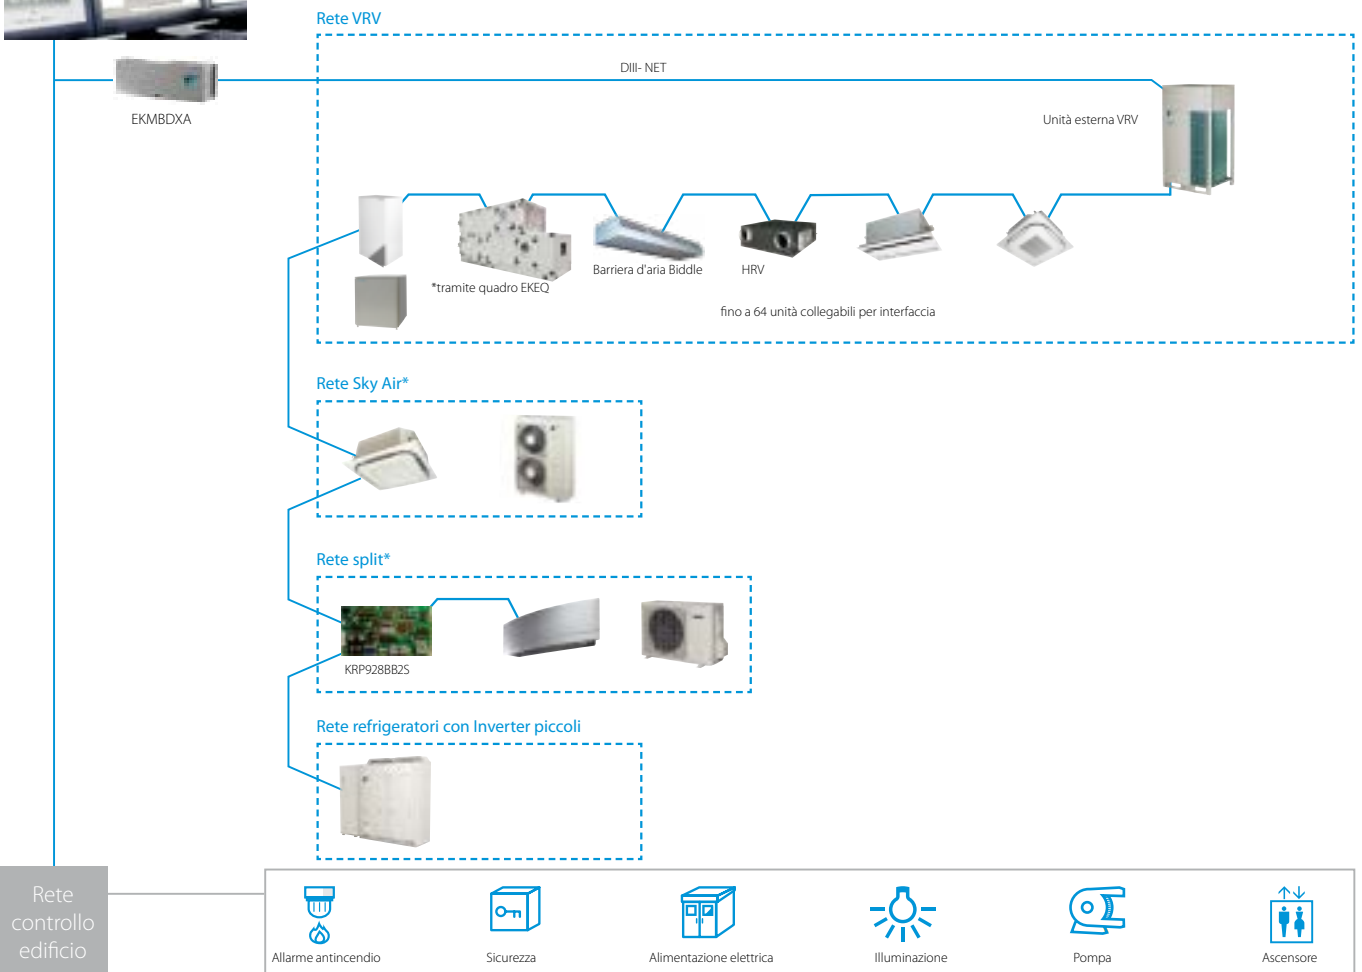 Rete VRV
DIII- NET
EKMBDXA
Unità esterna VRV
Barriera d'aria Biddle
HRV
*tramite quadro EKEQ
fino a 64 unità collegabili per interfaccia
Rete Sky Air*
Rete split*
KRP928BB2S
Rete refrigeratori con Inverter piccoli
Rete
controllo
edificio
Allarme antincendio
Sicurezza
Alimentazione elettrica
Illuminazione
Pompa
Ascensore